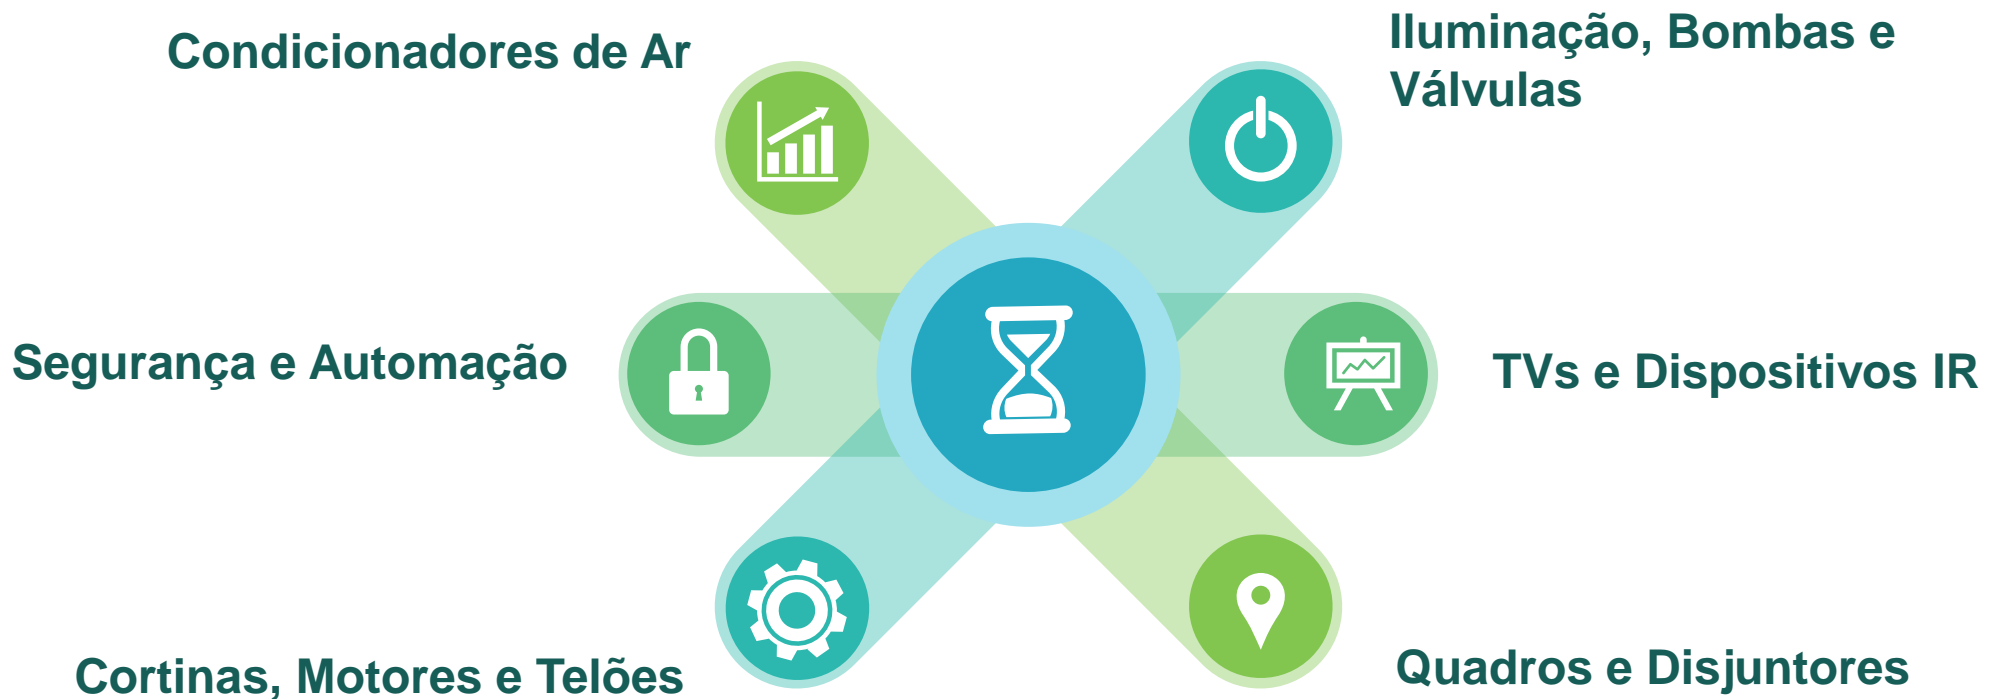 Condicionadores de Ar
Iluminação, Bombas e
Válvulas
Segurança e Automação
TVs e Dispositivos IR
Cortinas, Motores e Telões
Quadros e Disjuntores